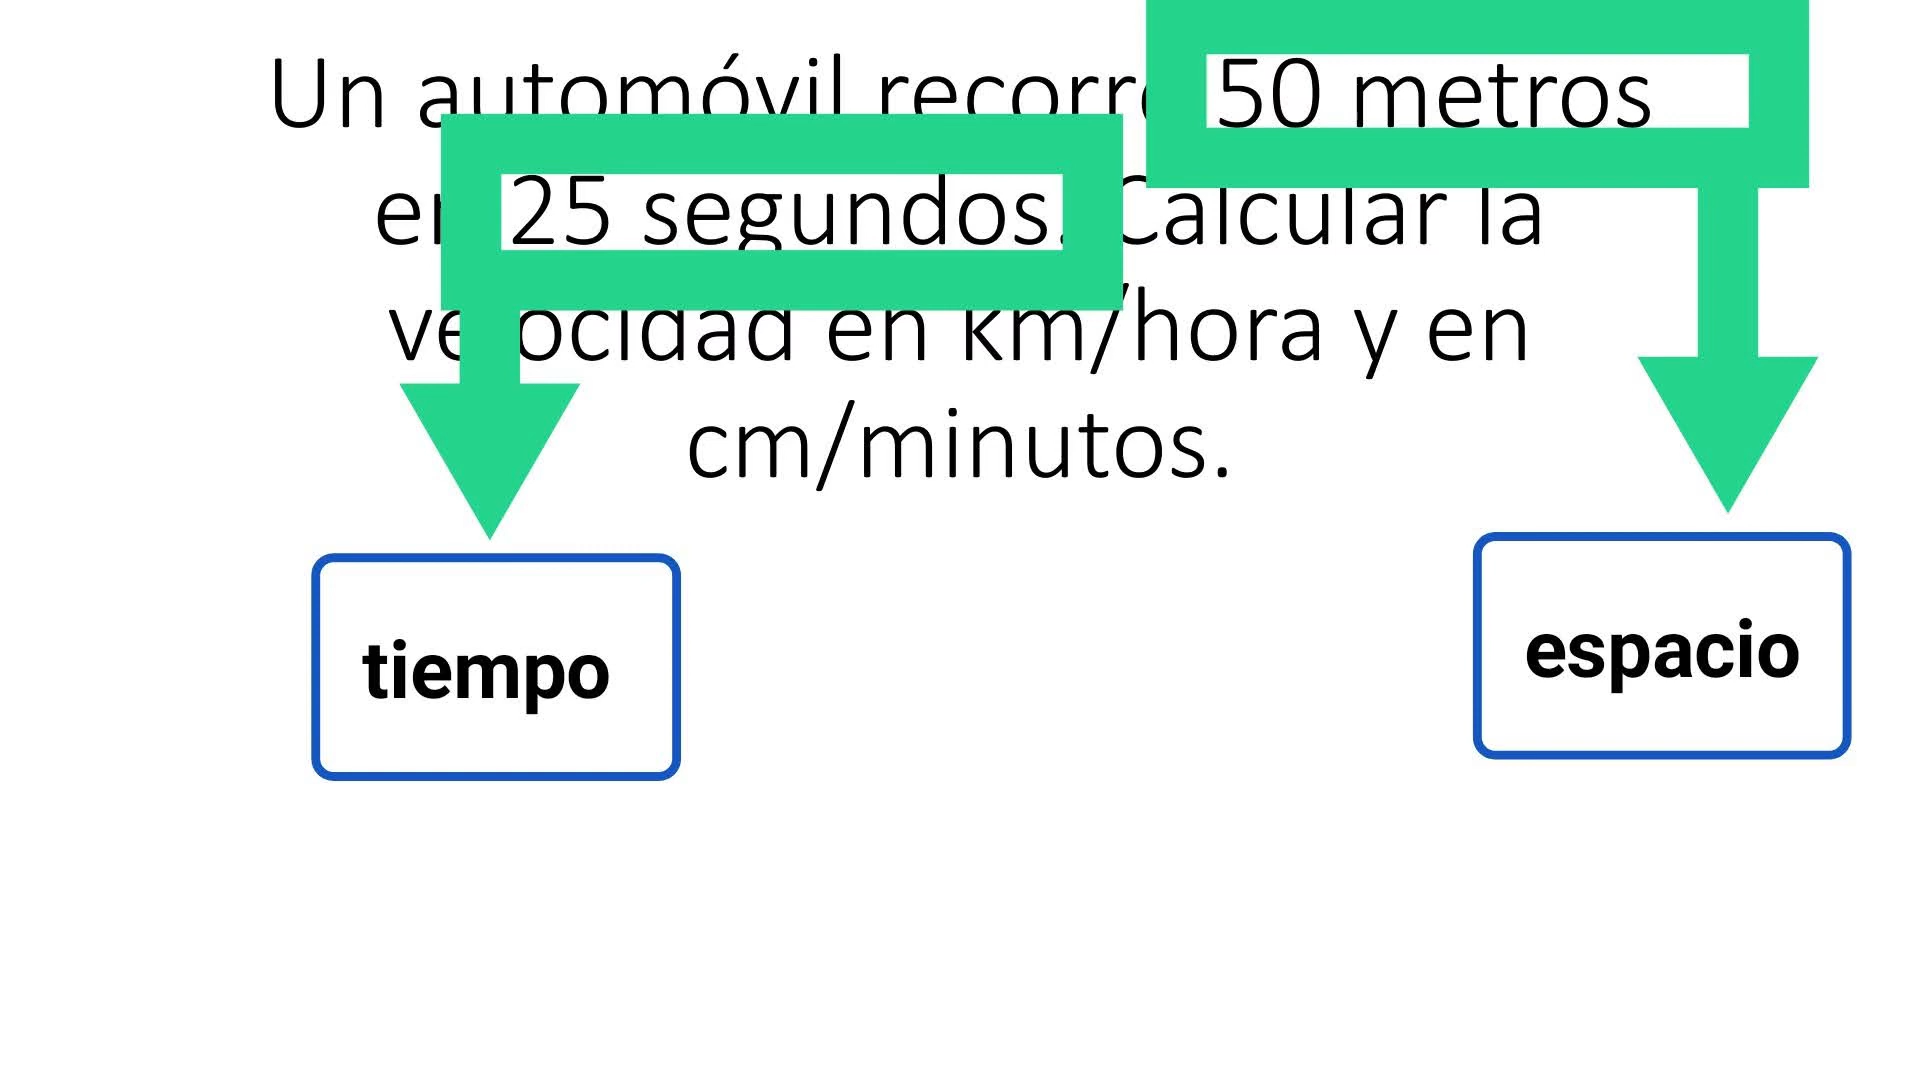 Un automóvil recorre 50 metros
en 25 segundos. Calcular la
velocidad en km/hora y en
cm/minutos.
tiempo
espacio